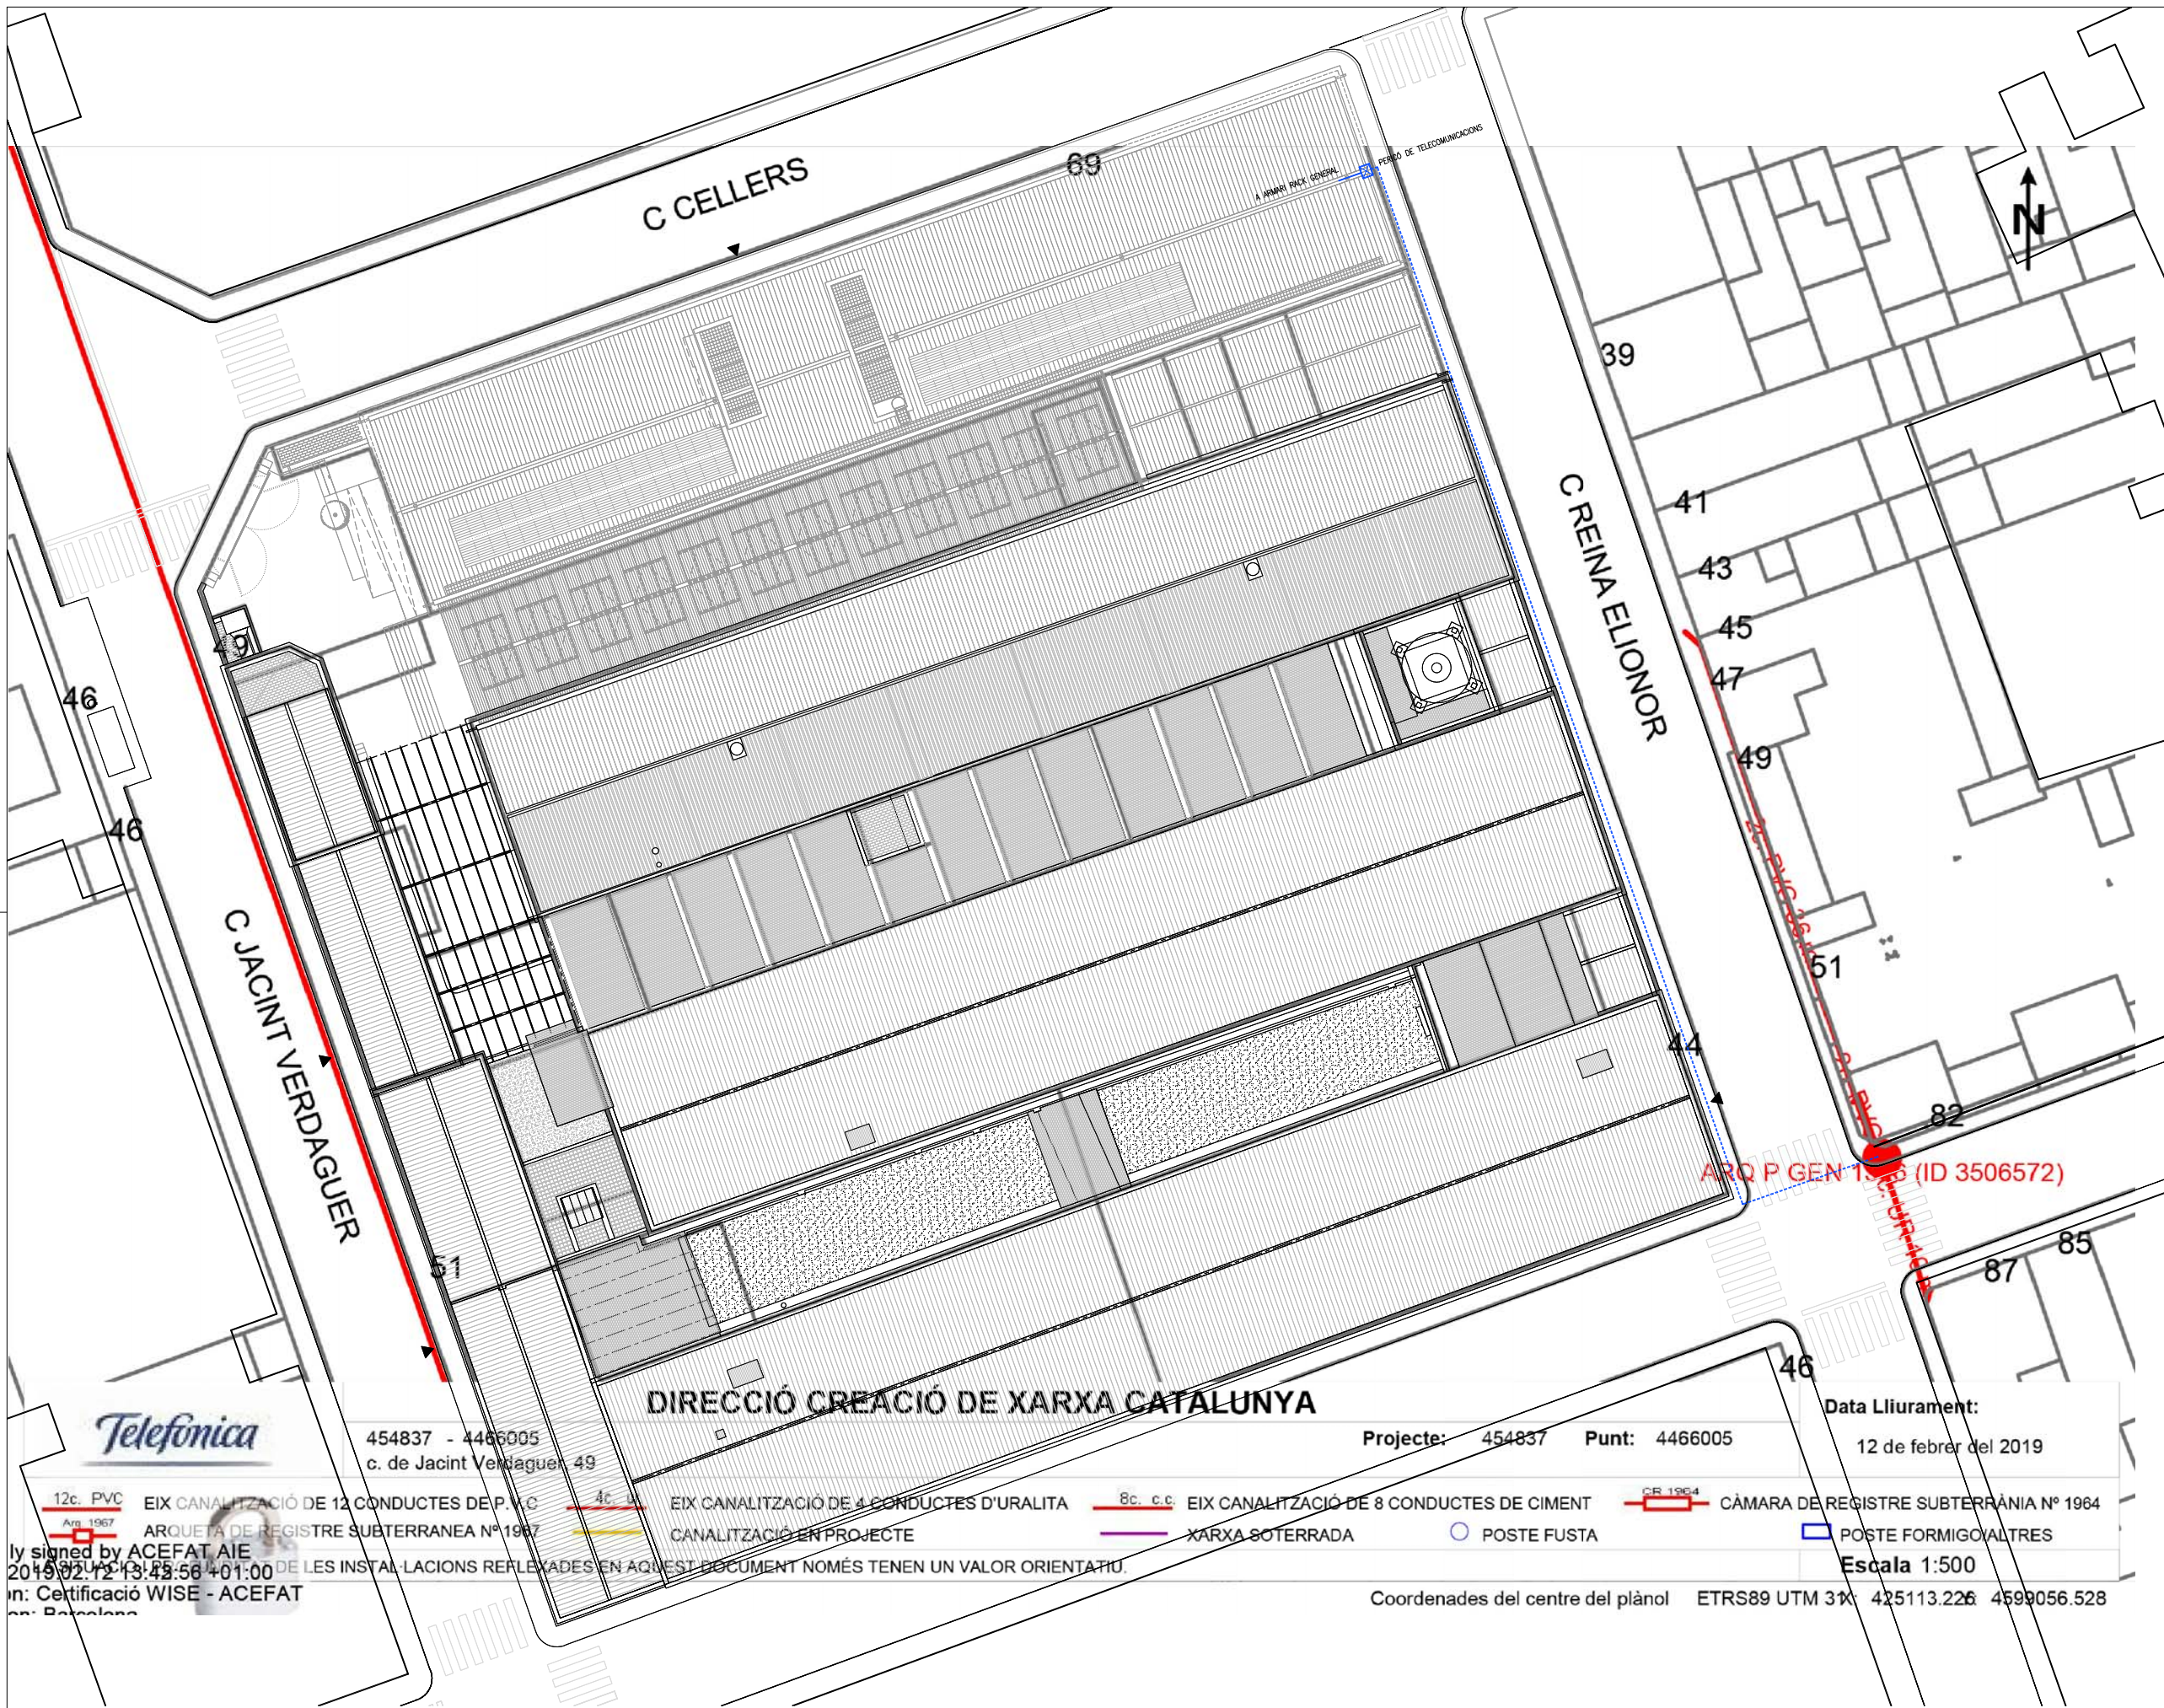 C CELLERS
69
PERICÓ DE TELECOMUNICACIONS
A ARMARI RACK GENERAL
N
39
41
C REINA ELIONOR
43
45
49
47
46
49
46
C JACINT VERDAGUER
51
44
82
ARQ P GEN (ID 3506572)
51
85
87
46
DIRECCIÓ CREACIÓ DE XARXA CATALUNYA
Telefónica
454837 - 4466005
c. de Jacint Verdaguer, 49
Projecte: 454837 Punt: 4466005
Data Lliurament:
12 de febrer del 2019
12c. PVC EIX CANALITZACIÓ DE 12 CONDUCTES DE P.V.C
4c. EIX CANALITZACIÓ DE 4 CONDUCTES D'URALITA
8c. c.c. EIX CANALITZACIÓ DE 8 CONDUCTES DE CIMENT
CR 1964 CÀMARA DE REGISTRE SUBTERRÀNIA Nº 1964
Arq. 1967 ARQUETA DE REGISTRE SUBTERRANEA Nº 1967
CANALITZACIÓ EN PROJECTE
XARXA SOTERRADA
POSTE FUSTA
POSTE FORMIGO/ALTRES
DE LES INSTAL·LACIONS REFLEXADES EN AQUEST DOCUMENT NOMÉS TENEN UN VALOR ORIENTATIU.
ly signed by ACEFAT AIE
2019.02.12 13:42:56 +01:00
n: Certificació WISE - ACEFAT
on: Barcelona
Escala 1:500
Coordenades del centre del plànol ETRS89 UTM 31 X: 425113.226 Y: 4599056.528